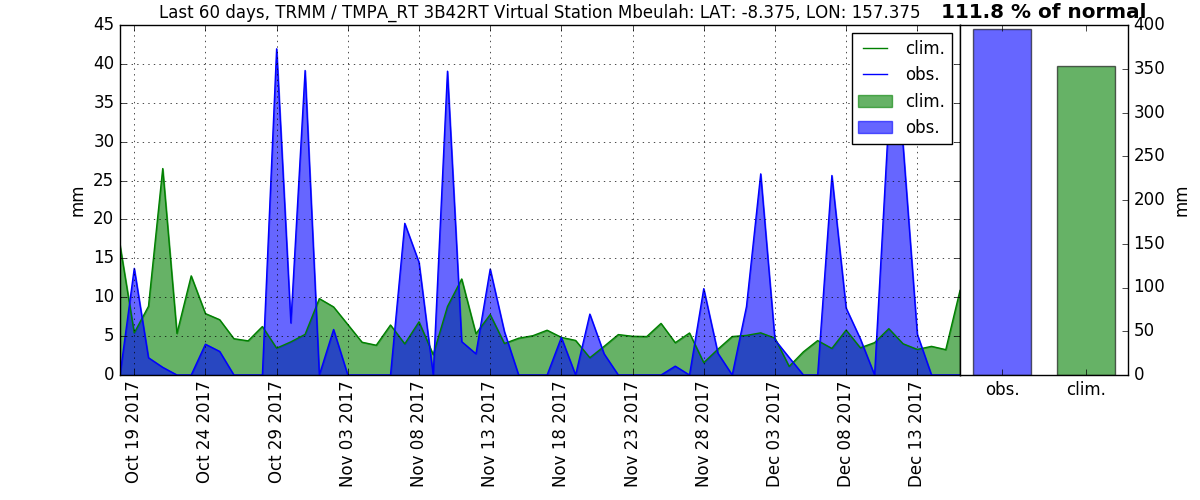 Last 60 days, TRMM / TMPA_RT 3B42RT Virtual Station Mbeulah: LAT: -8.375, LON: 157.375
111.8 % of normal
45
40
35
30
25
20
15
10
5
0
mm
clim.
obs.
clim.
obs.
400
350
300
250
200
150
100
50
0
mm
obs.
clim.
Oct 19 2017
Oct 24 2017
Oct 29 2017
Nov 03 2017
Nov 08 2017
Nov 13 2017
Nov 18 2017
Nov 23 2017
Nov 28 2017
Dec 03 2017
Dec 08 2017
Dec 13 2017